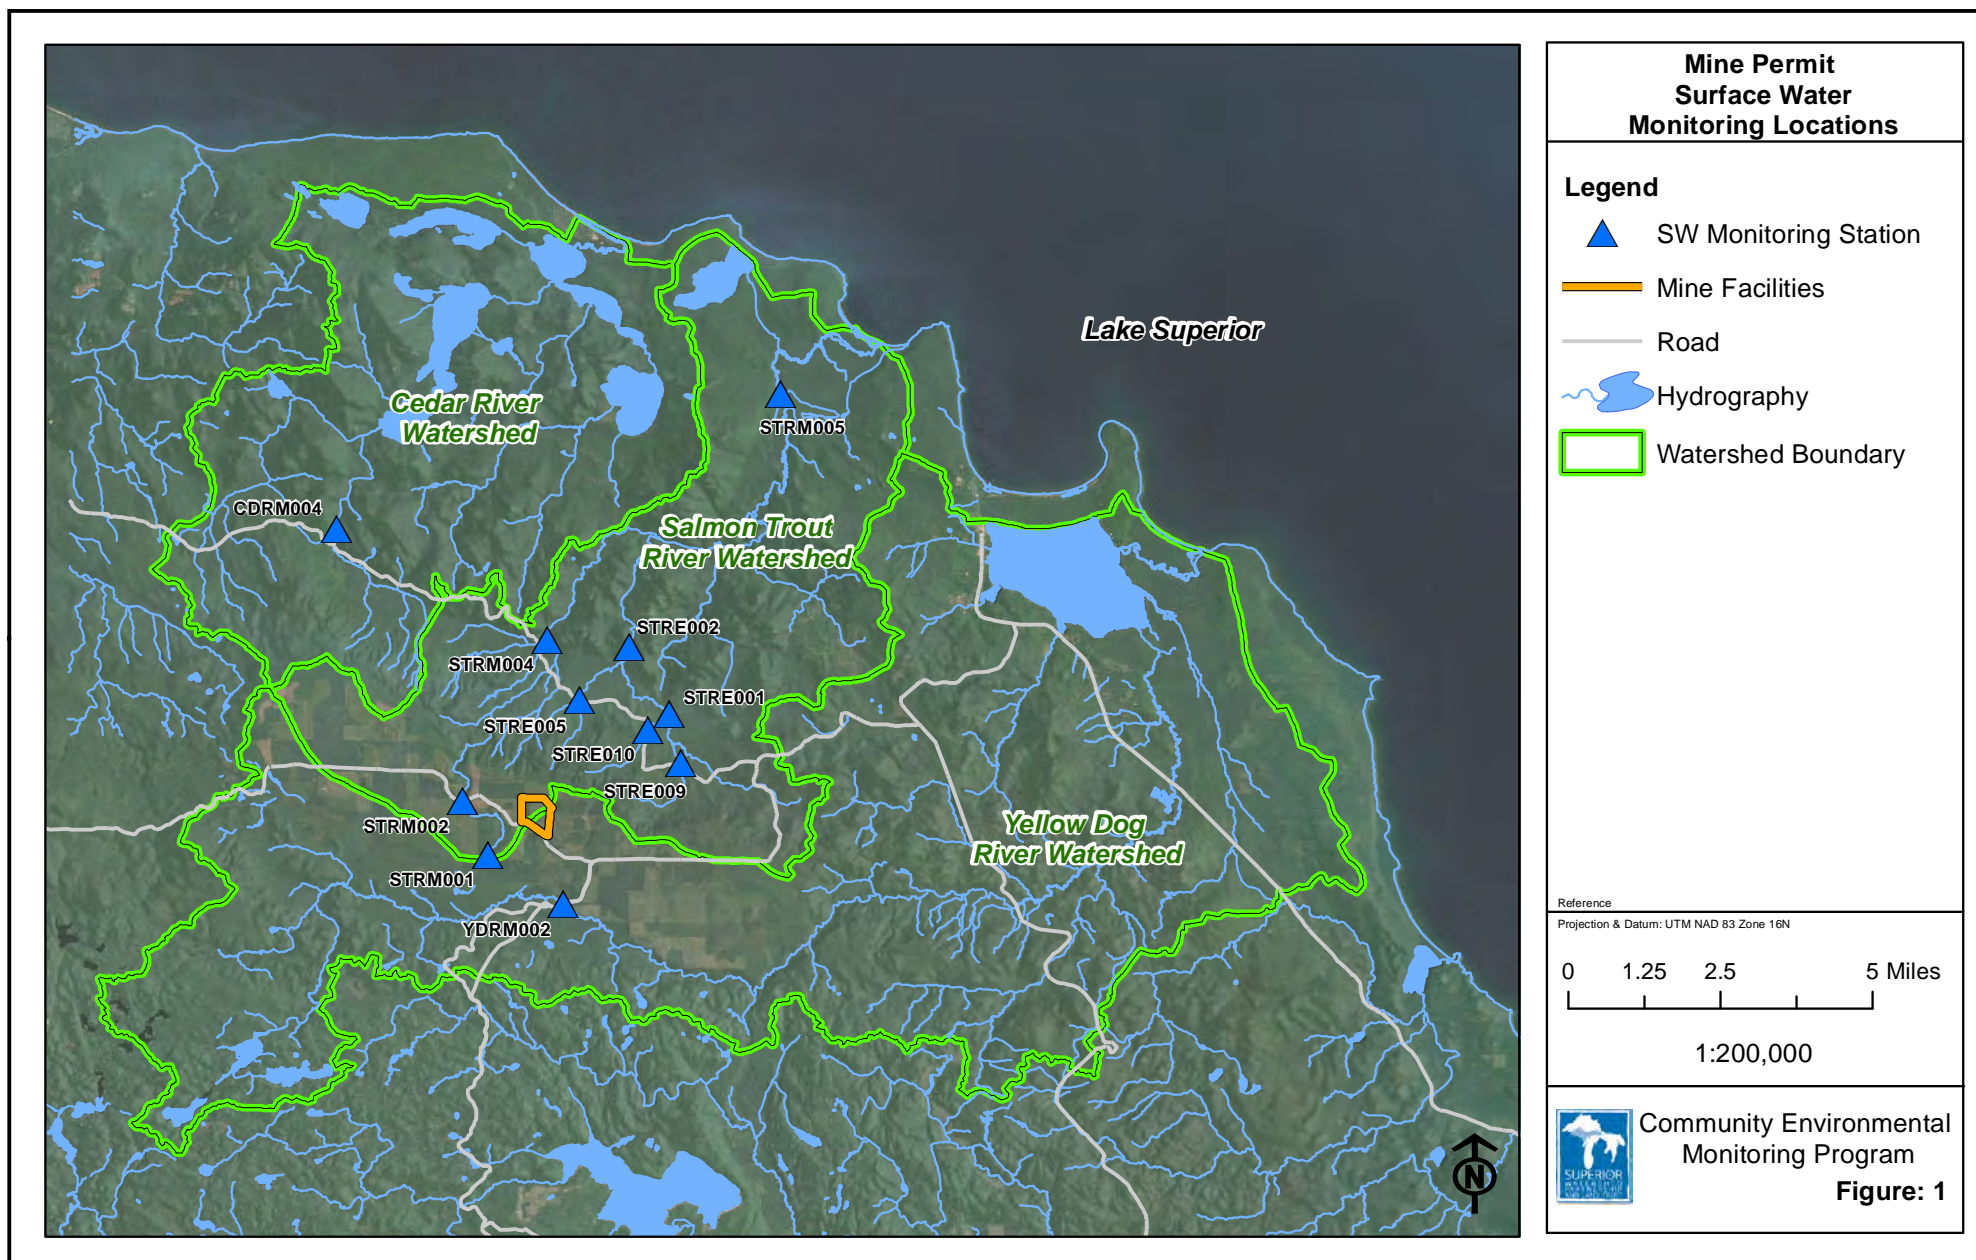 Mine Permit
Surface Water
Monitoring Locations
Legend
SW Monitoring Station
Mine Facilities
Road
Hydrography
Watershed Boundary
Reference
Projection & Datum: UTM NAD 83 Zone 16N
0 1.25 2.5 5 Miles
1:200,000
SUPERIOR
Community Environmental
Monitoring Program
Figure: 1
Lake Superior
Cedar River
Watershed
STRM005
CDRM004
Salmon Trout
River Watershed
STRE002
STRM004
STRE001
STRE005
STRE010
STRE009
STRM002
Yellow Dog
River Watershed
STRM001
YDRM002
N